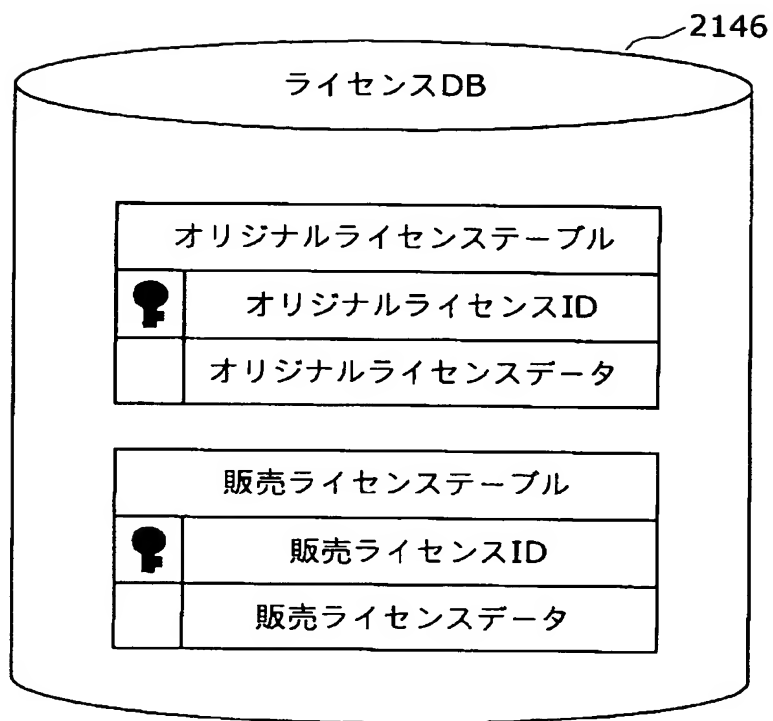 2146
ライセンスDB
オリジナルライセンステーブル
オリジナルライセンスID
オリジナルライセンスデータ
販売ライセンステーブル
販売ライセンスID
販売ライセンスデータ